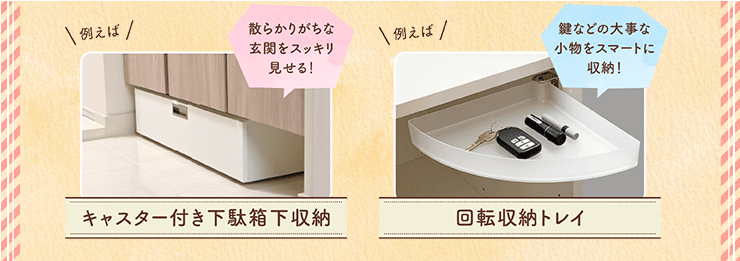 例えば
散らかりがちな
玄関をスッキリ
見せる!
キャスター付き下駄箱下収納
例えば
鍵などの大事な
小物をスマートに
収納!
回転収納トレイ